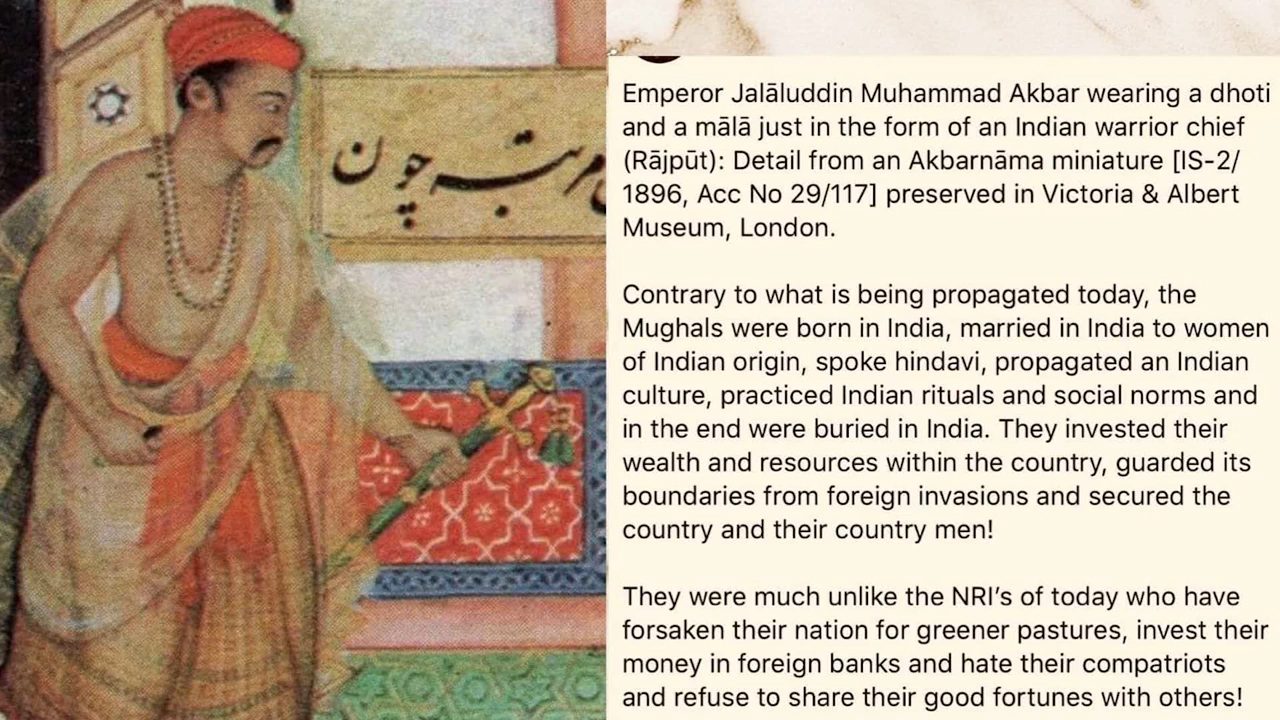 مرتبه چون
Emperor Jalāluddin Muhammad Akbar wearing a dhoti
and a mālā just in the form of an Indian warrior chief
(Rājpūt): Detail from an Akbarnāma miniature [IS-2/
1896, Acc No 29/117] preserved in Victoria & Albert
Museum, London.
Contrary to what is being propagated today, the
Mughals were born in India, married in India to women
of Indian origin, spoke hindavi, propagated an Indian
culture, practiced Indian rituals and social norms and
in the end were buried in India. They invested their
wealth and resources within the country, guarded its
boundaries from foreign invasions and secured the
country and their country men!
They were much unlike the NRI’s of today who have
forsaken their nation for greener pastures, invest their
money in foreign banks and hate their compatriots
and refuse to share their good fortunes with others!